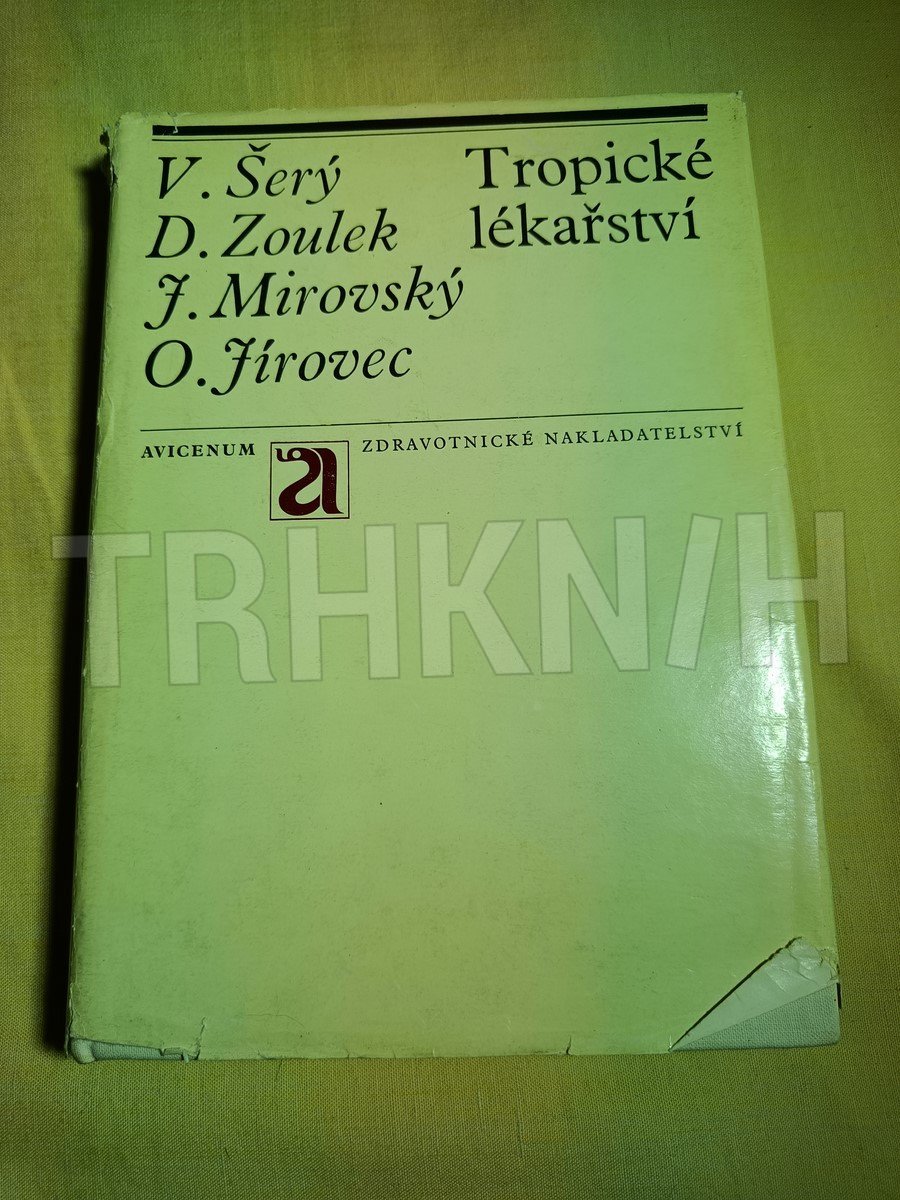 V. Šerý
D. Zoulek
J. Mirovský
O. Jírovec
Tropické
lékařství
AVICENUM
a
ZDRAVOTNICKÉ NAKLADATELSTVÍ
TRHKNIH